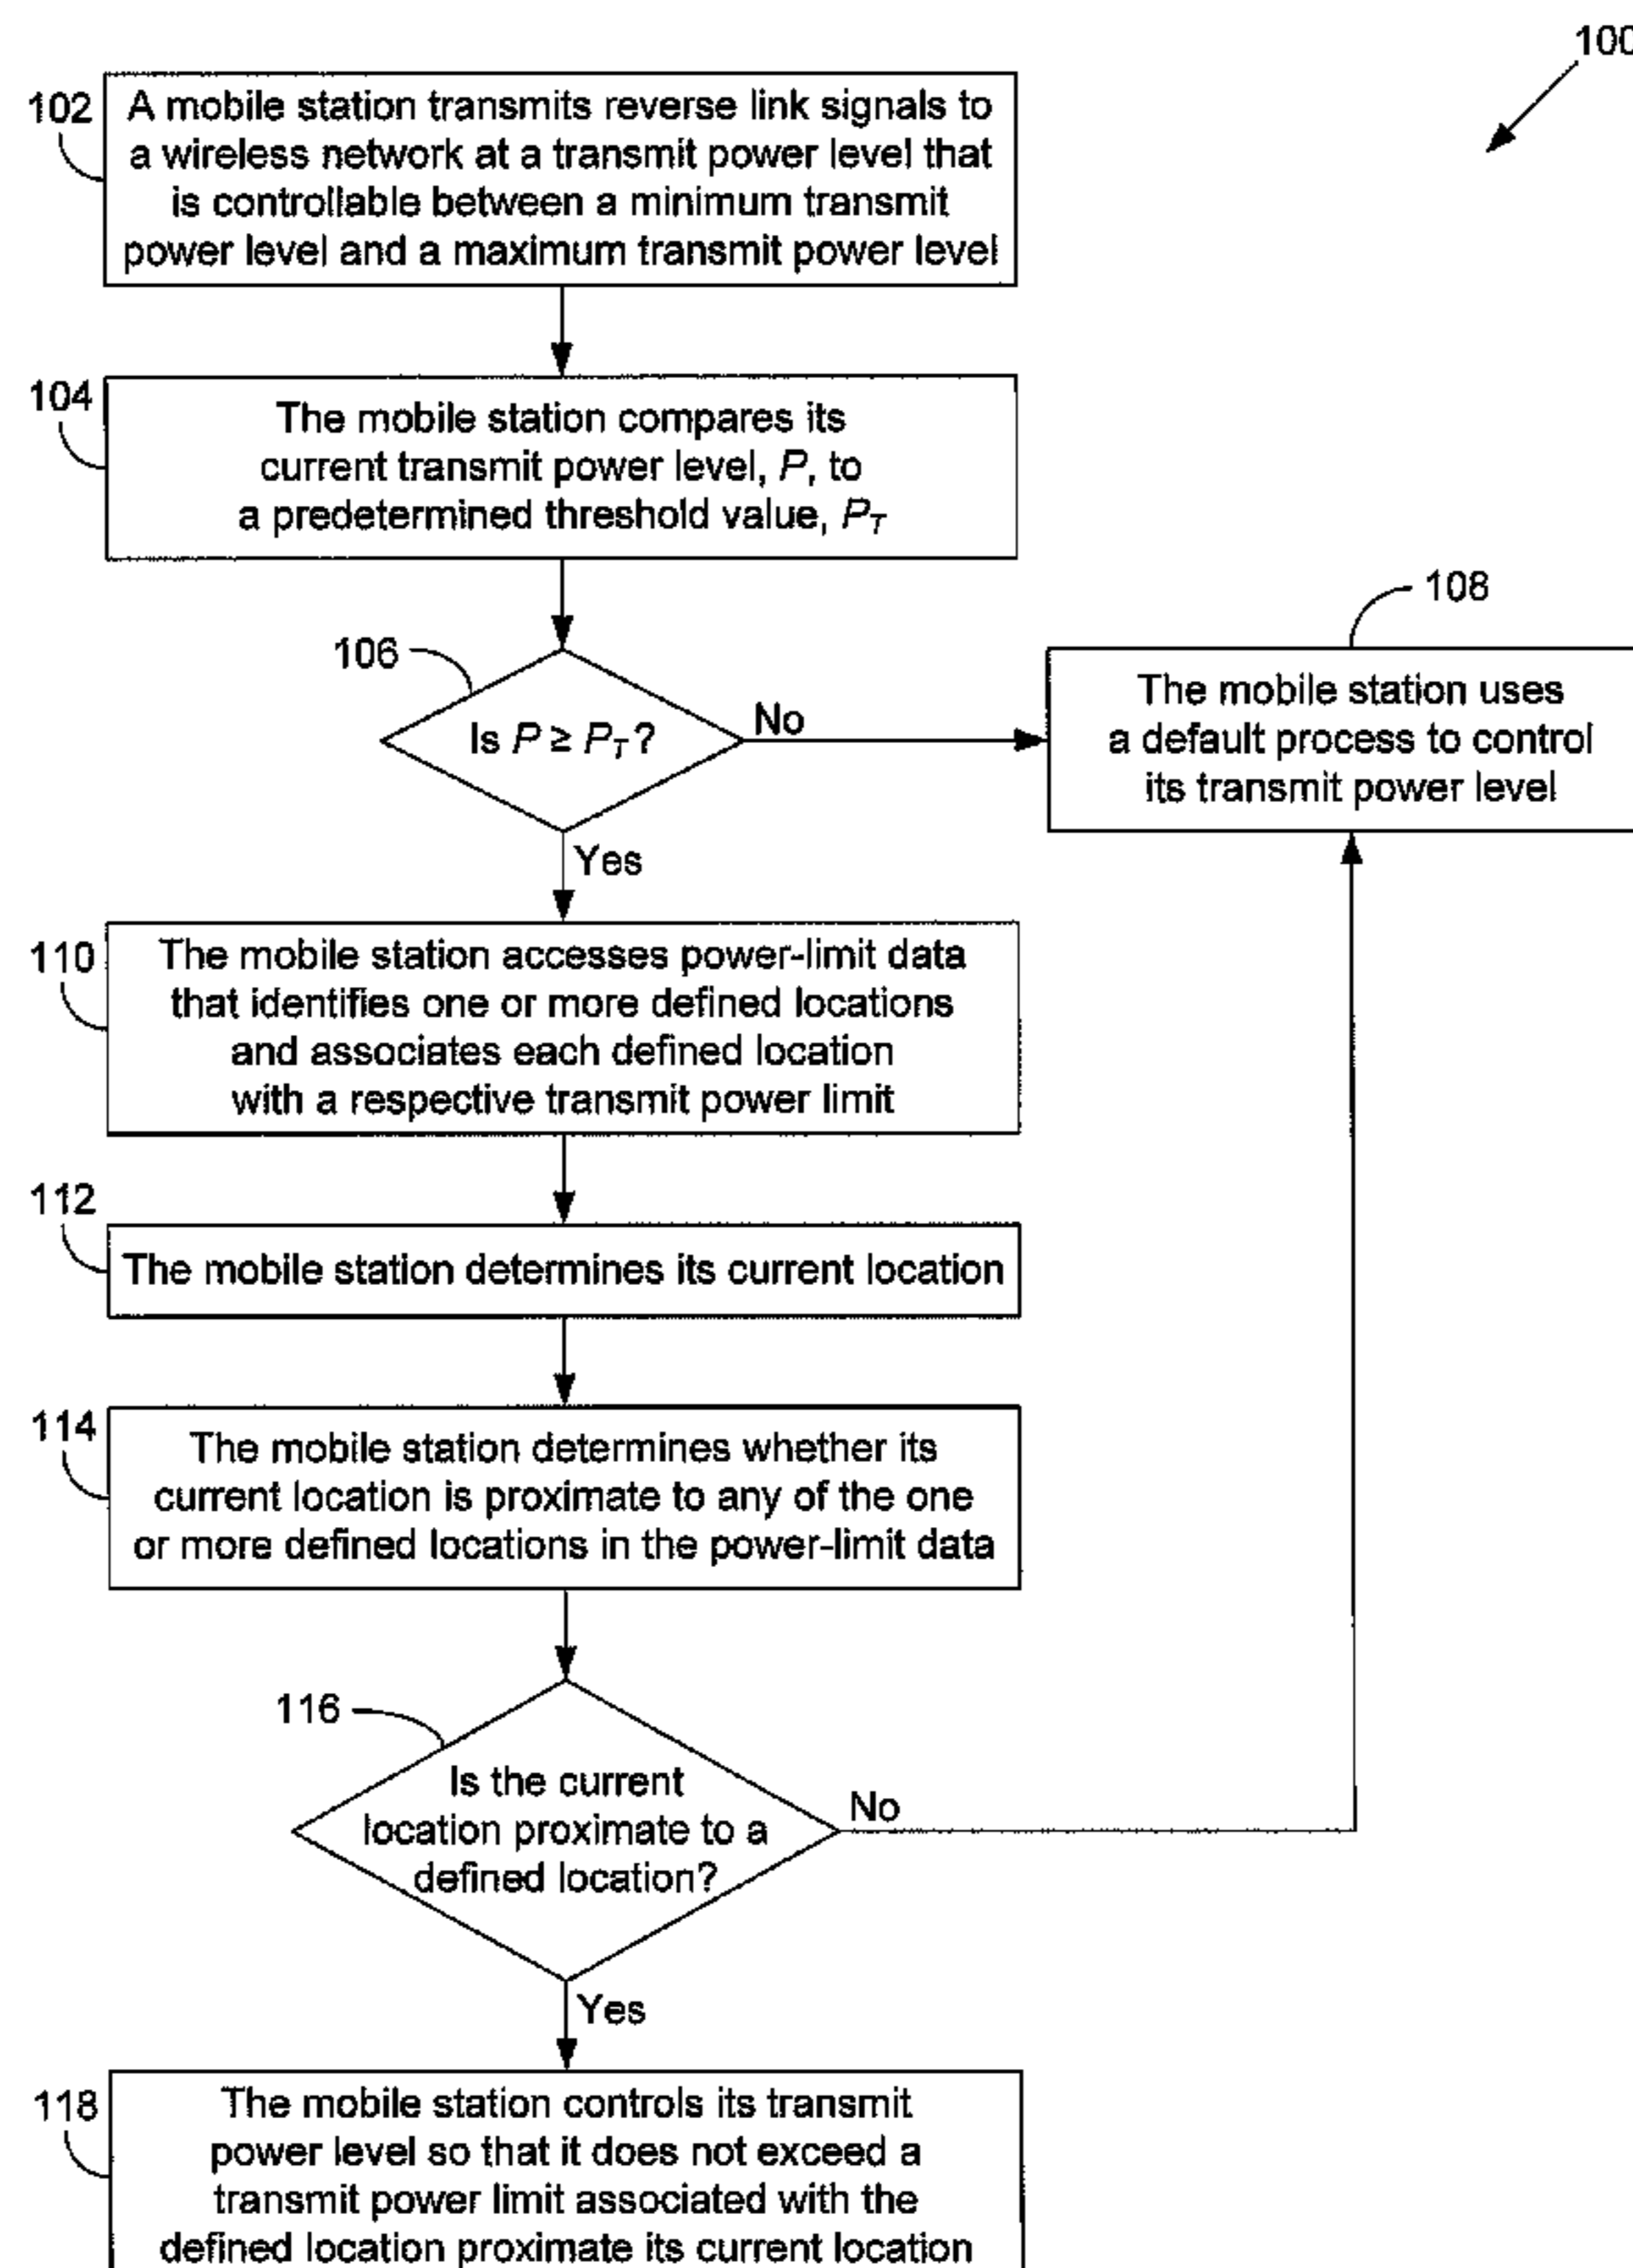 100
102
A mobile station transmits reverse link signals to
a wireless network at a transmit power level that
is controllable between a minimum transmit
power level and a maximum transmit power level
104
The mobile station compares its
current transmit power level, P, to
a predetermined threshold value, PT
106
Is P ≥ PT?
No
108
The mobile station uses
a default process to control
its transmit power level
Yes
110
The mobile station accesses power-limit data
that identifies one or more defined locations
and associates each defined location
with a respective transmit power limit
112
The mobile station determines its current location
114
The mobile station determines whether its
current location is proximate to any of the one
or more defined locations in the power-limit data
116
Is the current
location proximate to a
defined location?
No
Yes
118
The mobile station controls its transmit
power level so that it does not exceed a
transmit power limit associated with the
defined location proximate its current location